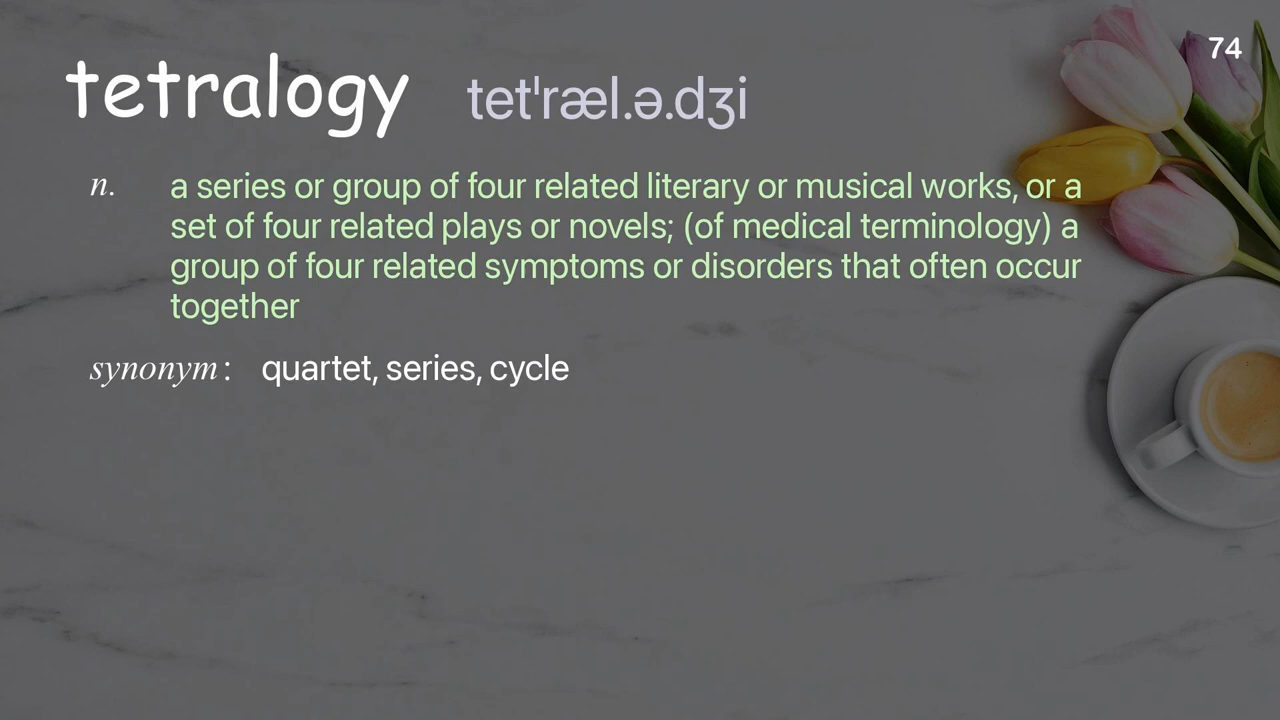 74
tetralogy tetˈræl.ə.dʒi
n. a series or group of four related literary or musical works, or a
set of four related plays or novels; (of medical terminology) a
group of four related symptoms or disorders that often occur
together
synonym: quartet, series, cycle